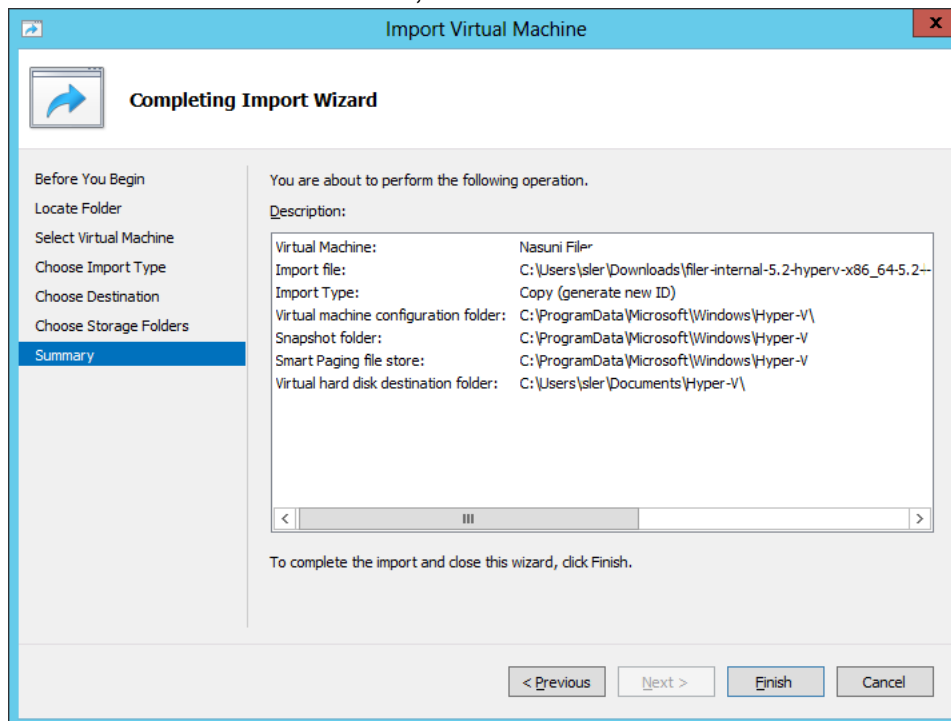 Import Virtual Machine
x
Completing Import Wizard
Before You Begin
Locate Folder
Select Virtual Machine
Choose Import Type
Choose Destination
Choose Storage Folders
Summary
You are about to perform the following operation.
Description:
Virtual Machine: Nasuni Filer
Import file: C:\Users\sler\Downloads\filer-internal-5.2-hyperv-x86_64-5.2-
Import Type: Copy (generate new ID)
Virtual machine configuration folder: C:\ProgramData\Microsoft\Windows\Hyper-V\
Snapshot folder: C:\ProgramData\Microsoft\Windows\Hyper-V
Smart Paging file store: C:\ProgramData\Microsoft\Windows\Hyper-V
Virtual hard disk destination folder: C:\Users\sler\Documents\Hyper-V\
To complete the import and close this wizard, click Finish.
< Previous Next > Finish Cancel